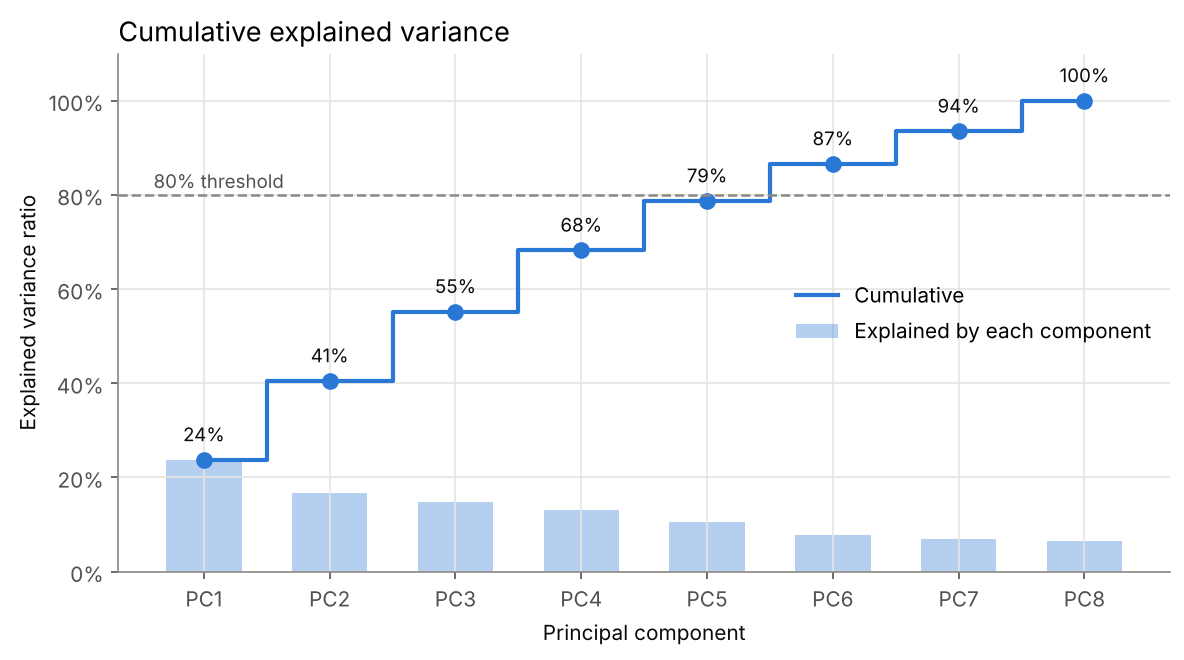 Cumulative explained variance
100%
94%
100%
87%
80% threshold
79%
80%
68%
60%
55%
Cumulative
Explained by each component
41%
40%
24%
20%
0%
Explained variance ratio
PC1 PC2 PC3 PC4 PC5 PC6 PC7 PC8
Principal component